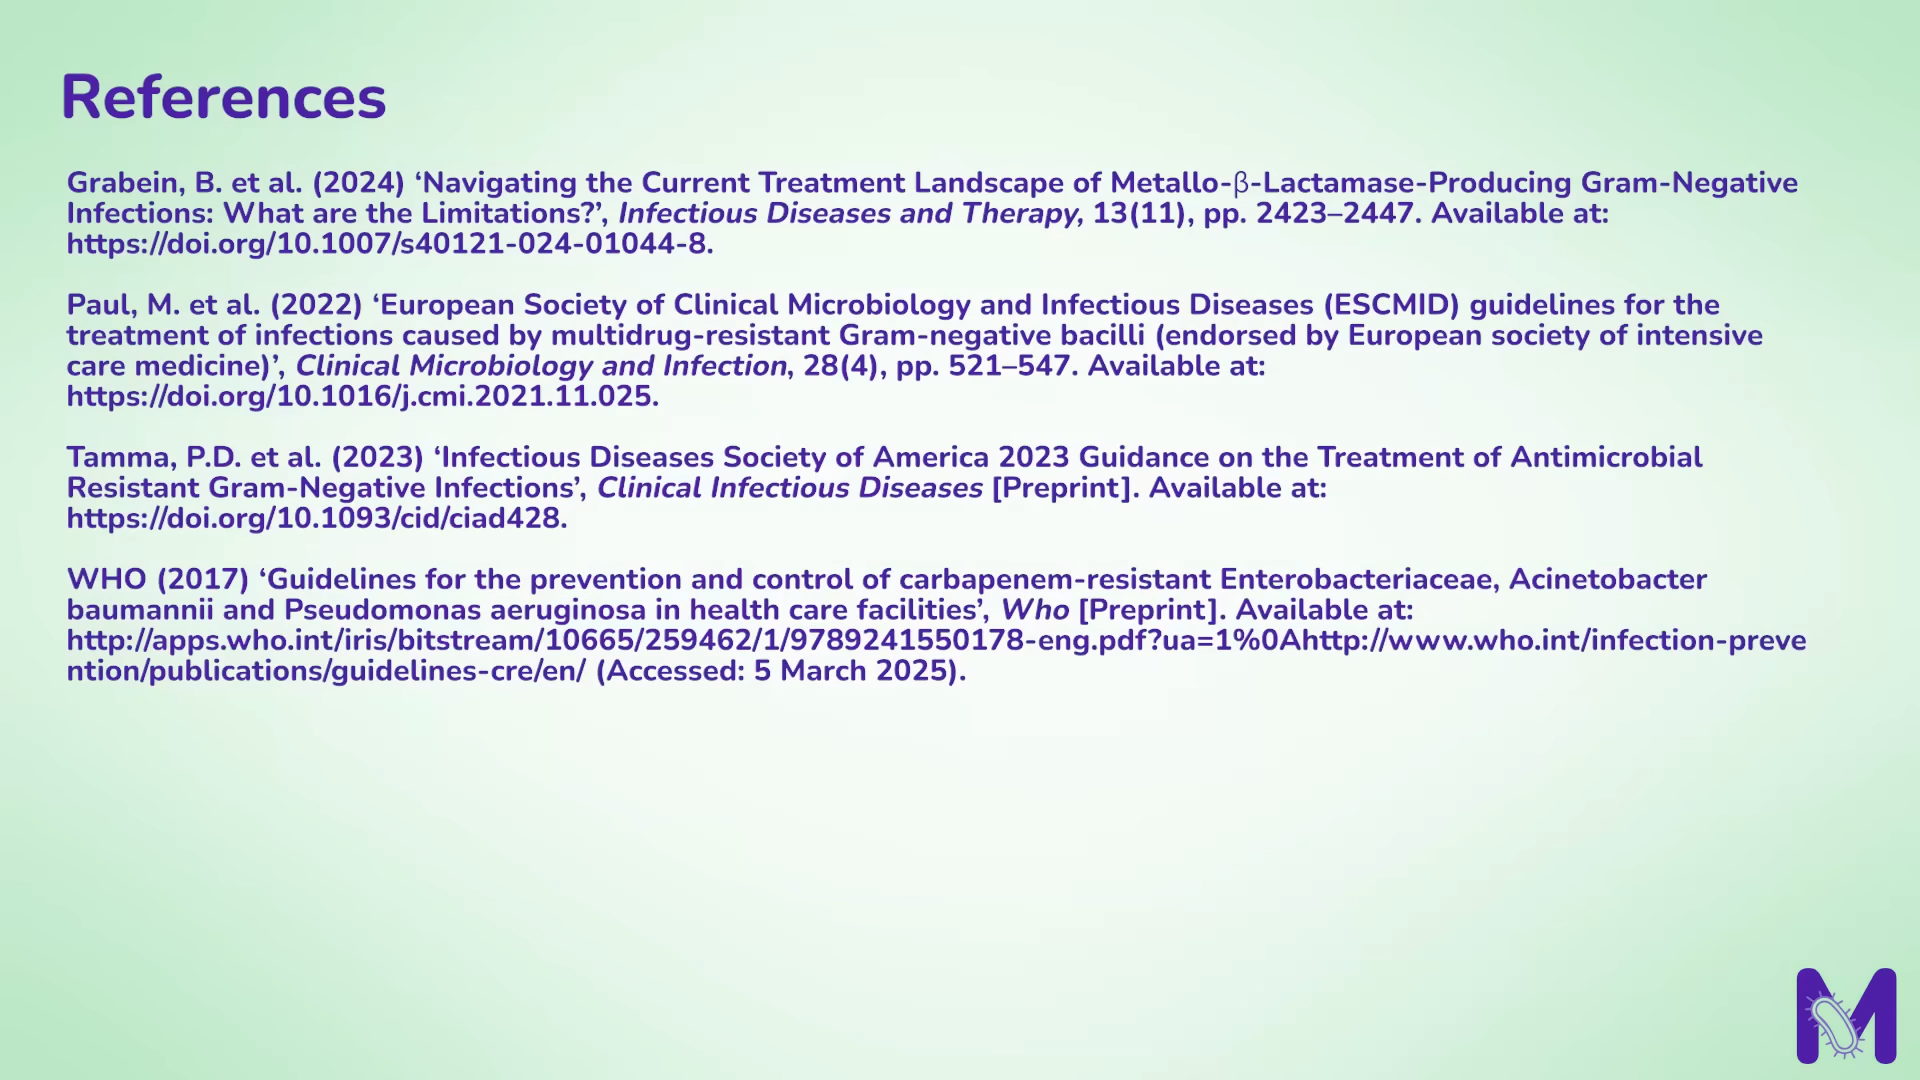 References
Grabein, B. et al. (2024) ‘Navigating the Current Treatment Landscape of Metallo-β-Lactamase-Producing Gram-Negative
Infections: What are the Limitations?’, Infectious Diseases and Therapy, 13(11), pp. 2423–2447. Available at:
https://doi.org/10.1007/s40121-024-01044-8.
Paul, M. et al. (2022) ‘European Society of Clinical Microbiology and Infectious Diseases (ESCMID) guidelines for the
treatment of infections caused by multidrug-resistant Gram-negative bacilli (endorsed by European society of intensive
care medicine)’, Clinical Microbiology and Infection, 28(4), pp. 521–547. Available at:
https://doi.org/10.1016/j.cmi.2021.11.025.
Tamma, P.D. et al. (2023) ‘Infectious Diseases Society of America 2023 Guidance on the Treatment of Antimicrobial
Resistant Gram-Negative Infections’, Clinical Infectious Diseases [Preprint]. Available at:
https://doi.org/10.1093/cid/ciad428.
WHO (2017) ‘Guidelines for the prevention and control of carbapenem-resistant Enterobacteriaceae, Acinetobacter
baumannii and Pseudomonas aeruginosa in health care facilities’, Who [Preprint]. Available at:
http://apps.who.int/iris/bitstream/10665/259462/1/9789241550178-eng.pdf?ua=1%0Ahttp://www.who.int/infection-preve
ntion/publications/guidelines-cre/en/ (Accessed: 5 March 2025).
M